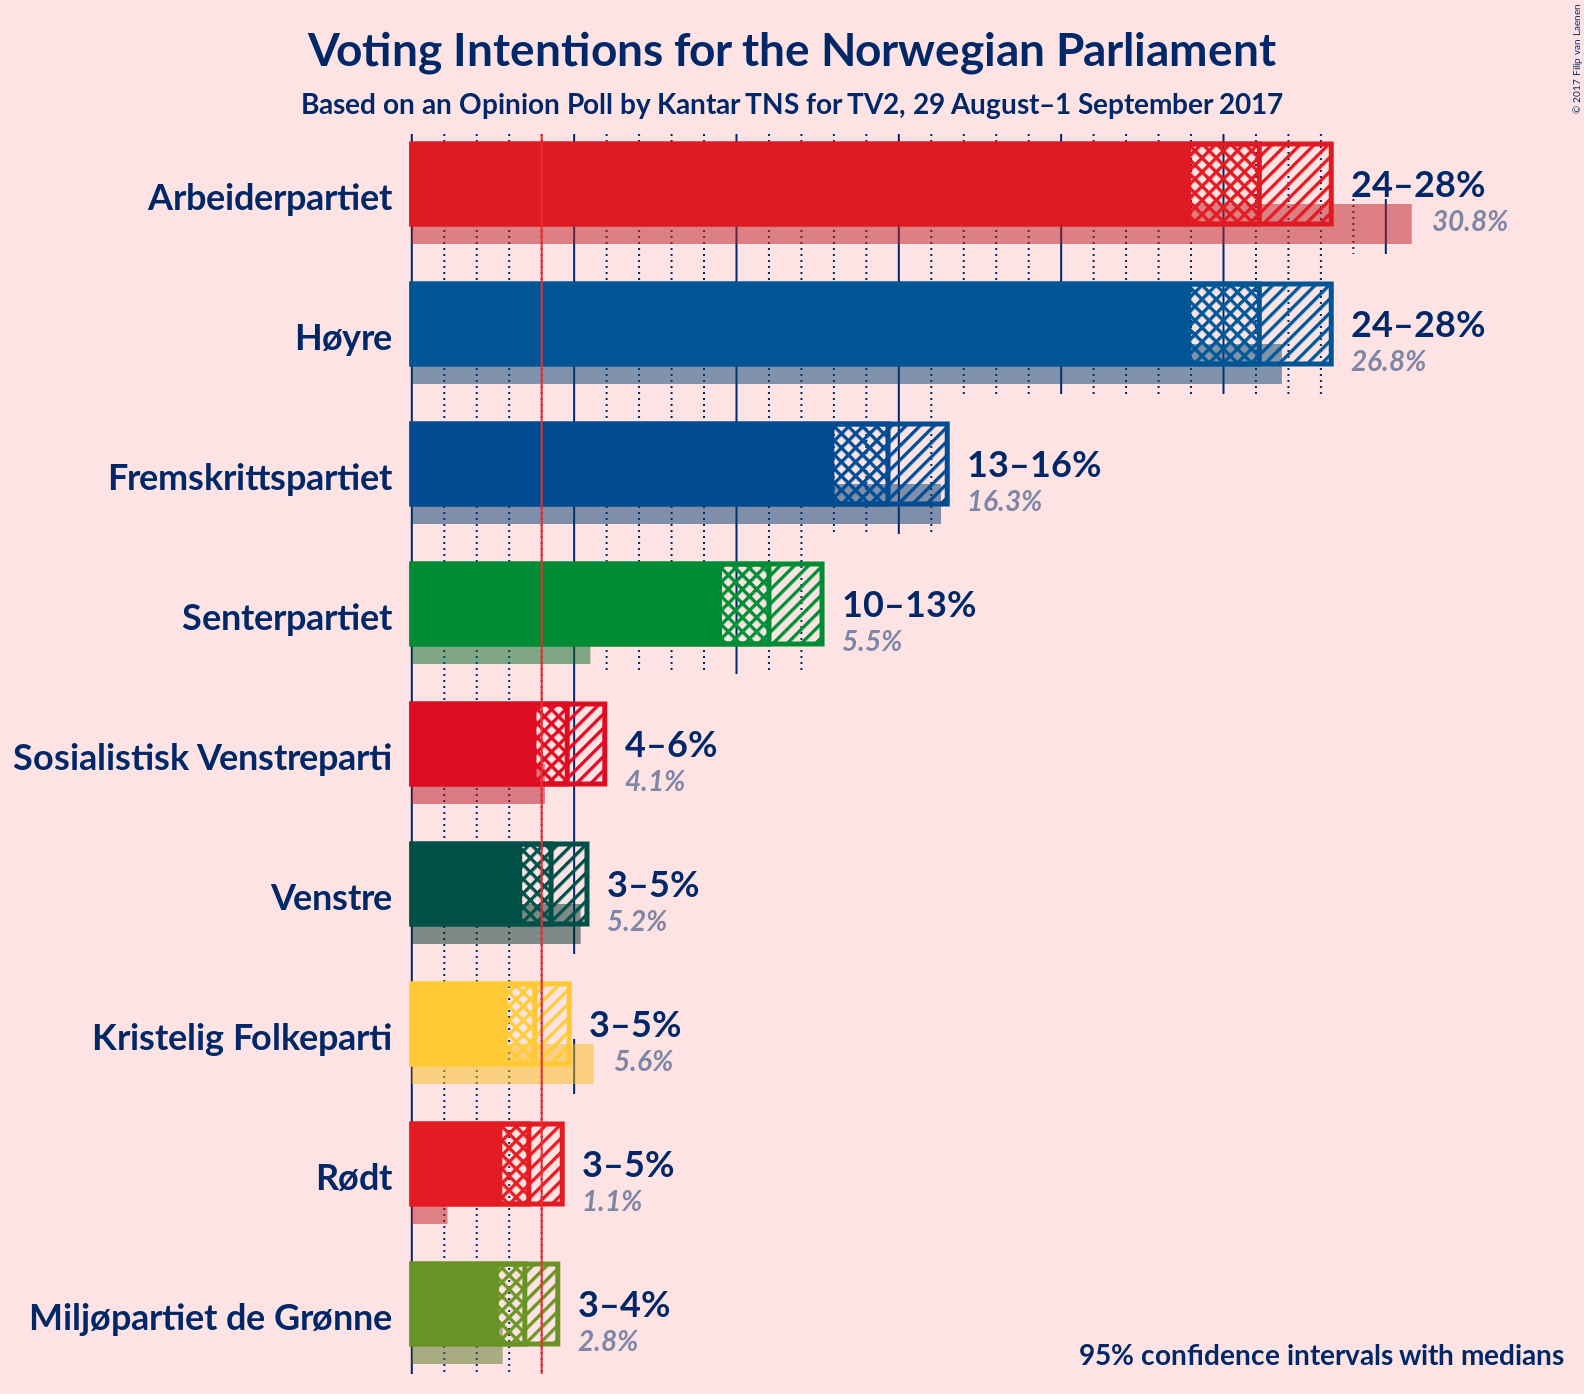 Voting Intentions for the Norwegian Parliament
Based on an Opinion Poll by Kantar TNS for TV2, 29 August–1 September 2017
© 2017 Filip van Laenen
Arbeiderpartiet
24–28%
30.8%
Høyre
24–28%
26.8%
Fremskrittspartiet
13–16%
16.3%
Senterpartiet
10–13%
5.5%
Sosialistisk Venstreparti
4–6%
4.1%
Venstre
3–5%
5.2%
Kristelig Folkeparti
3–5%
5.6%
Rødt
3–5%
1.1%
Miljøpartiet de Grønne
3–4%
2.8%
95% confidence intervals with medians